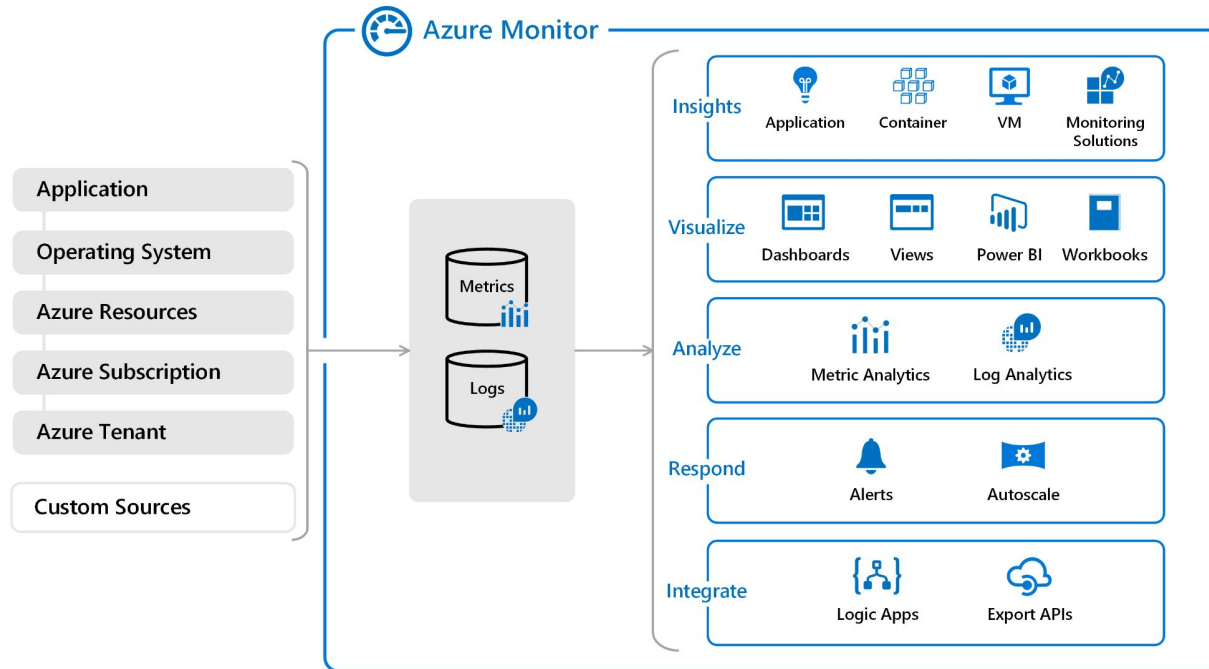 Azure Monitor
Application
Operating System
Azure Resources
Azure Subscription
Azure Tenant
Custom Sources
Metrics
Logs
Insights
Application
Container
VM
Monitoring
Solutions
Visualize
Dashboards
Views
Power BI
Workbooks
Analyze
Metric Analytics
Log Analytics
Respond
Alerts
Autoscale
Integrate
Logic Apps
Export APIs